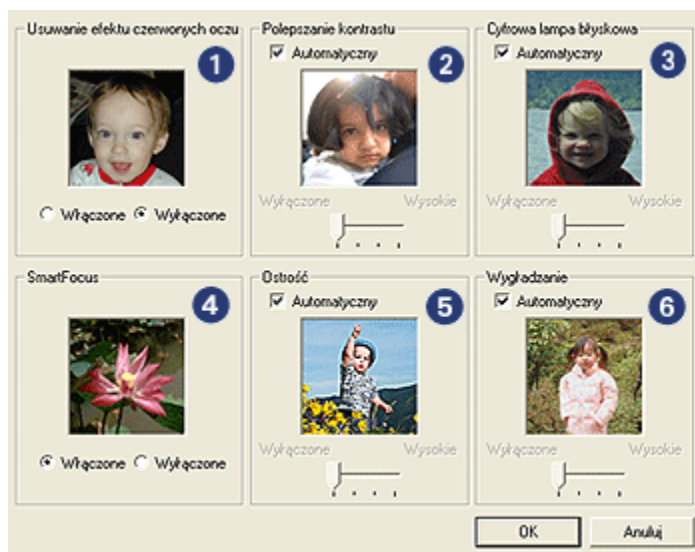 Usuwanie efektu czerwonych oczu
1
Włączone Wyłączone
Polepszanie kontrastu
Automatyczny
2
Wyłączone Wysokie
Cyfrowa lampa błyskowa
Automatyczny
3
Wyłączone Wysokie
SmartFocus
4
Włączone Wyłączone
Ostrość
Automatyczny
5
Wyłączone Wysokie
Wygładzanie
Automatyczny
6
Wyłączone Wysokie
OK Anuluj